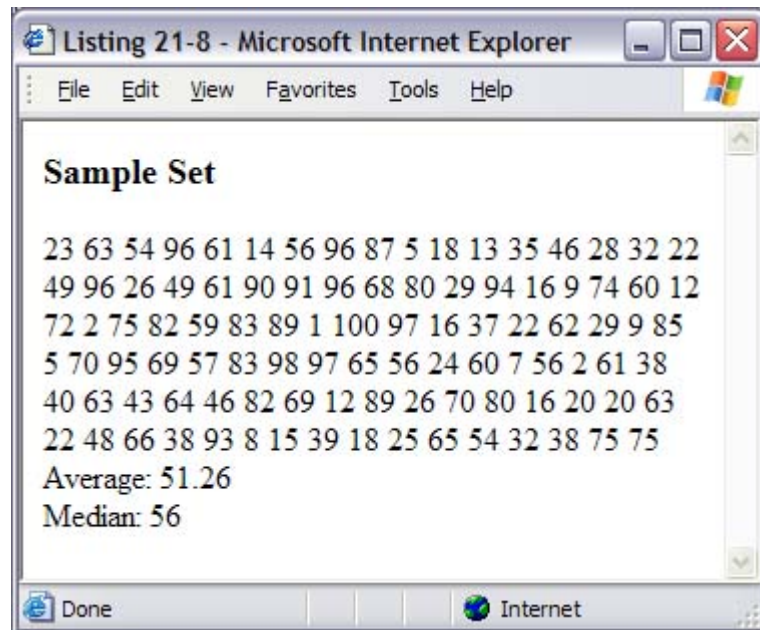 Listing 21-8 - Microsoft Internet Explorer
File Edit View Favorites Tools Help
Sample Set
23 63 54 96 61 14 56 96 87 5 18 13 35 46 28 32 22
49 96 26 49 61 90 91 96 68 80 29 94 16 9 74 60 12
72 2 75 82 59 83 89 1 100 97 16 37 22 62 29 9 85
5 70 95 69 57 83 98 97 65 56 24 60 7 56 2 61 38
40 63 43 64 46 82 69 12 89 26 70 80 16 20 20 63
22 48 66 38 93 8 15 39 18 25 65 54 32 38 75 75
Average: 51.26
Median: 56
Done Internet